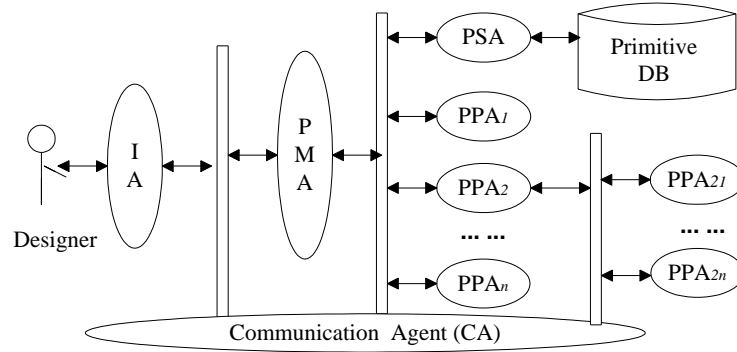 PSA
Primitive
DB
PPA1
P
M
A
I
A
PPA2
PPA21
Designer
... ...
... ...
PPAn
PPA2n
Communication Agent (CA)